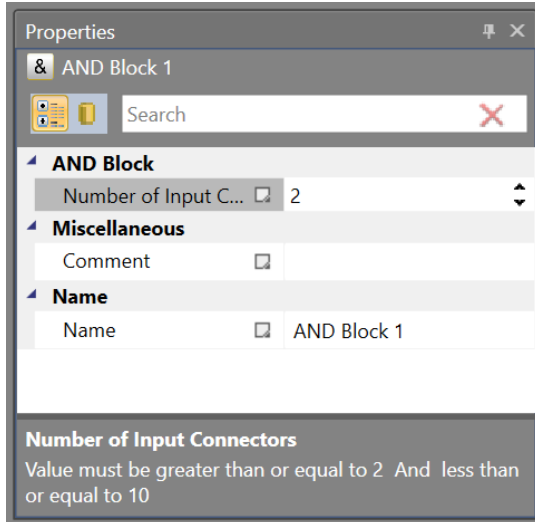 Properties
& AND Block 1
Search
AND Block
Number of Input C... 2
Miscellaneous
Comment
Name
Name AND Block 1
Number of Input Connectors
Value must be greater than or equal to 2  And  less than
or equal to 10